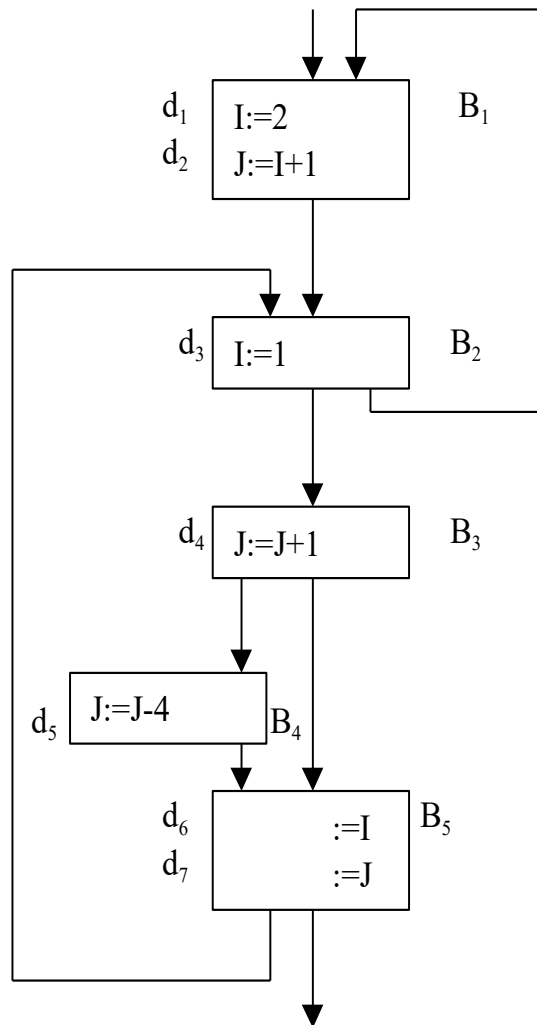 d₁ I:=2 B₁
d₂ J:=I+1
d₃ I:=1 B₂
d₄ J:=J+1 B₃
d₅ J:=J-4 B₄
d₆ :=I B₅
d₇ :=J